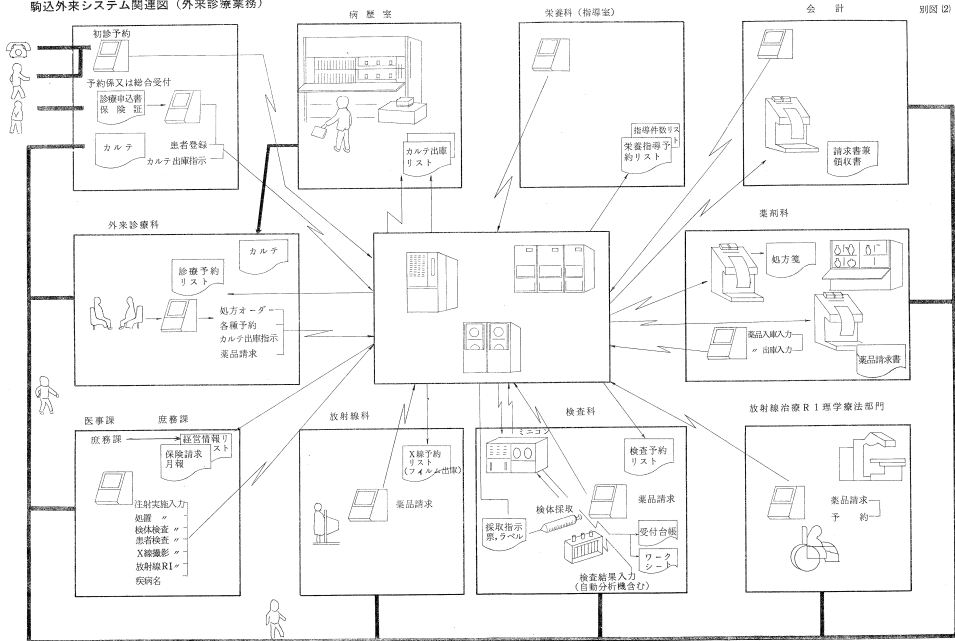 駒込外来システム関連図（外来診療業務）
別図(2)
初診予約
予約係又は総合受付
診療申込書
保険証
カルテ
患者登録
カルテ出庫指示
病歴室
カルテ出庫
リスト
栄養科（指導室）
指導件数リスト
栄養指導予
約リスト
会計
請求書兼
領収書
外来診療科
カルテ
診療予約
リスト
処方オーダー
各種予約
カルテ出庫指示
薬品請求
薬剤科
処方箋
薬品入庫入力
〃 出庫入力
薬品請求書
医事課 庶務課
庶務課
経営情報リ
スト
保険請求
月報
注射実施入力
処置 〃
検体検査 〃
患者検査 〃
X線撮影 〃
放射線RI 〃
疾病名
放射線科
X線予約
リスト
(フィルム出庫)
薬品請求
検査科
ミニコン
検査予約
リスト
薬品請求
検体採取
採取指示
票，ラベル
受付台帳
ワーク
シート
検査結果入力
(自動分析機含む)
放射線治療RI理学療法部門
薬品請求
予約